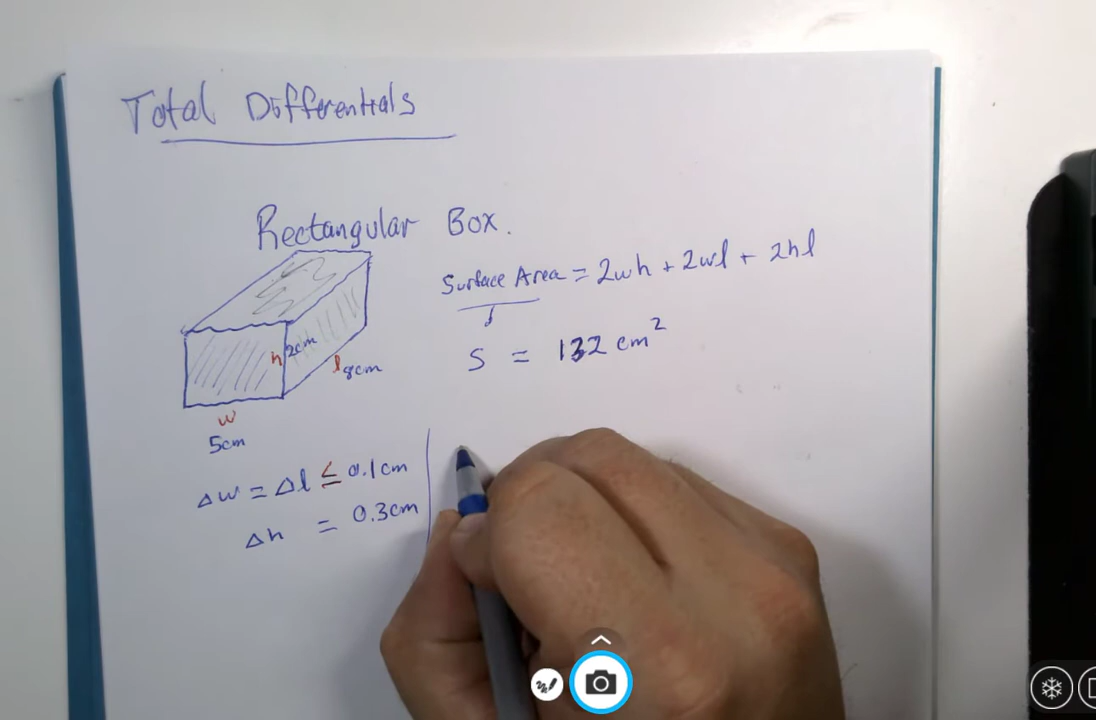 Total Differentials
Rectangular Box.
Surface Area = 2wh + 2wl + 2hl
S = 132 cm²
h 2cm
l 8cm
w
5cm
Δw = Δl ≤ 0.1cm
Δh = 0.3cm